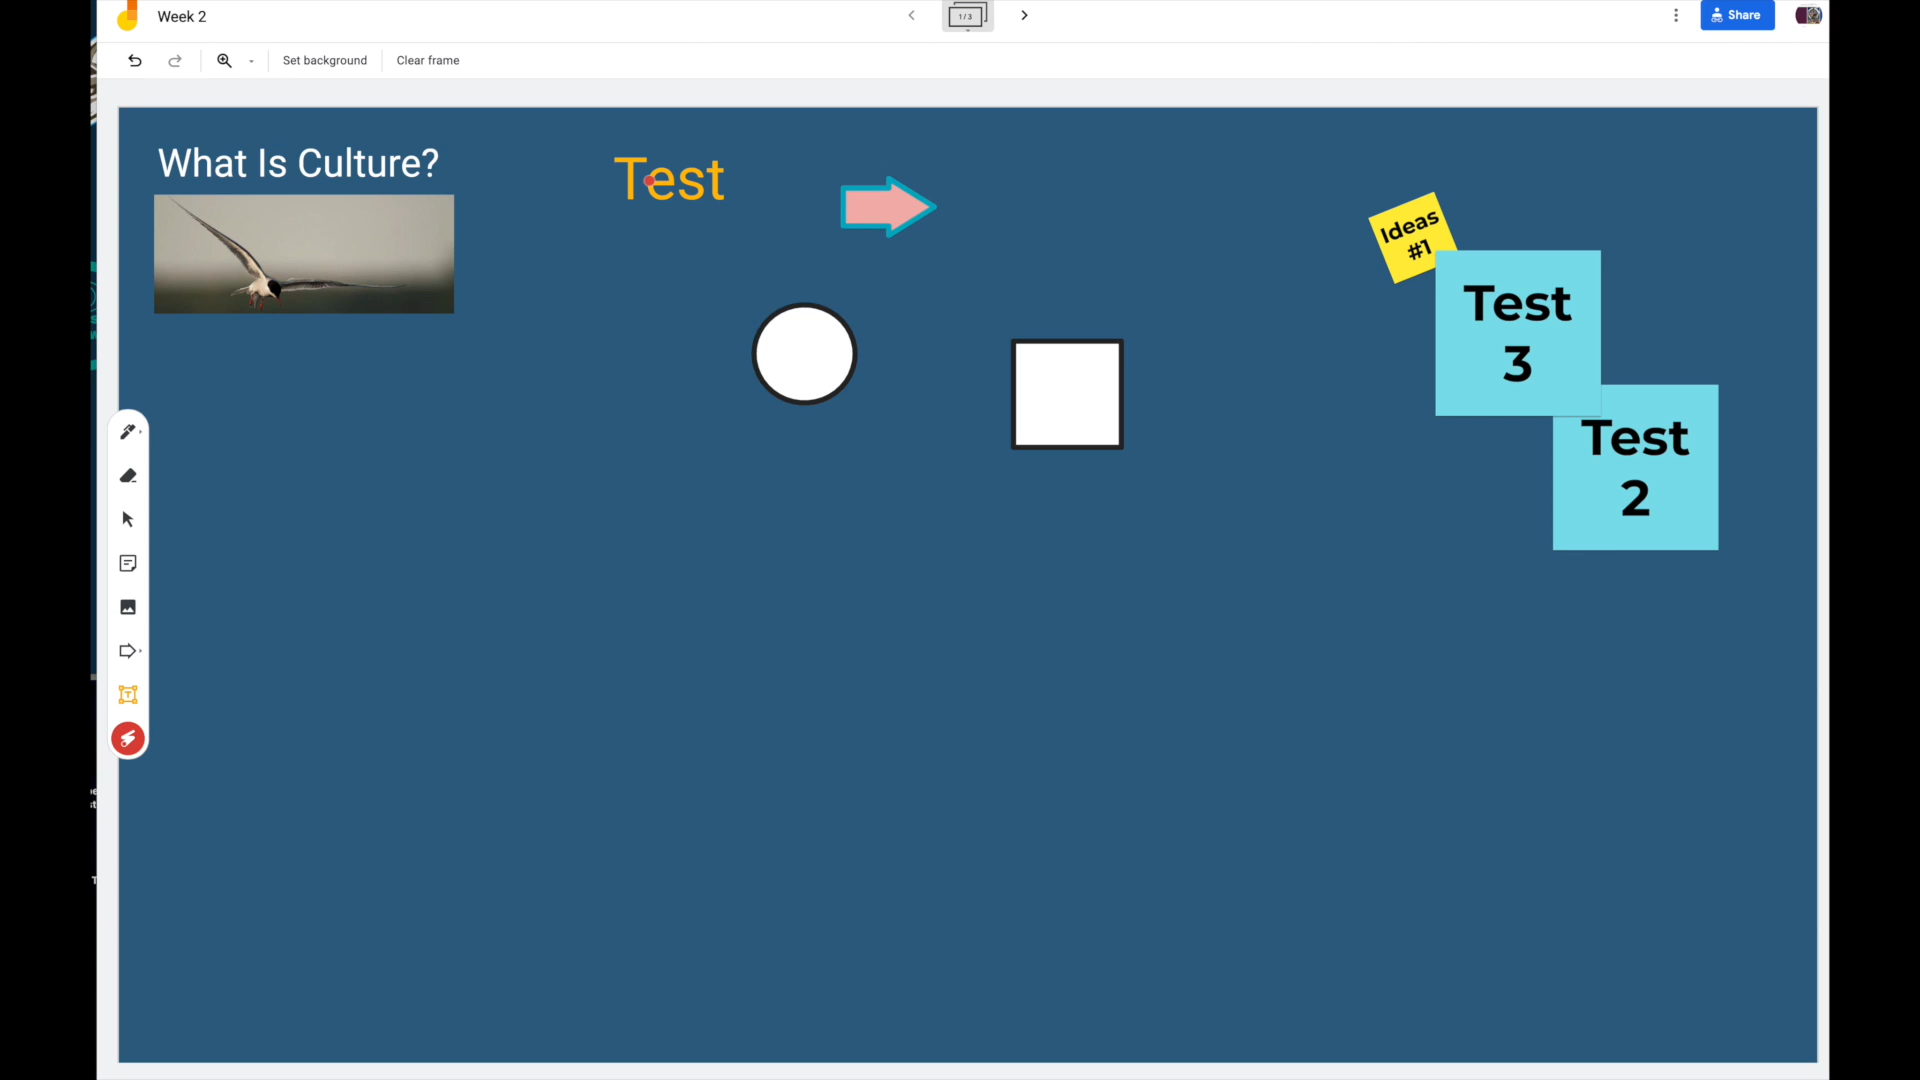 Week 2
1 / 3
Share
Set background
Clear frame
What Is Culture?
Test
Ideas
#1
Test
3
Test
2